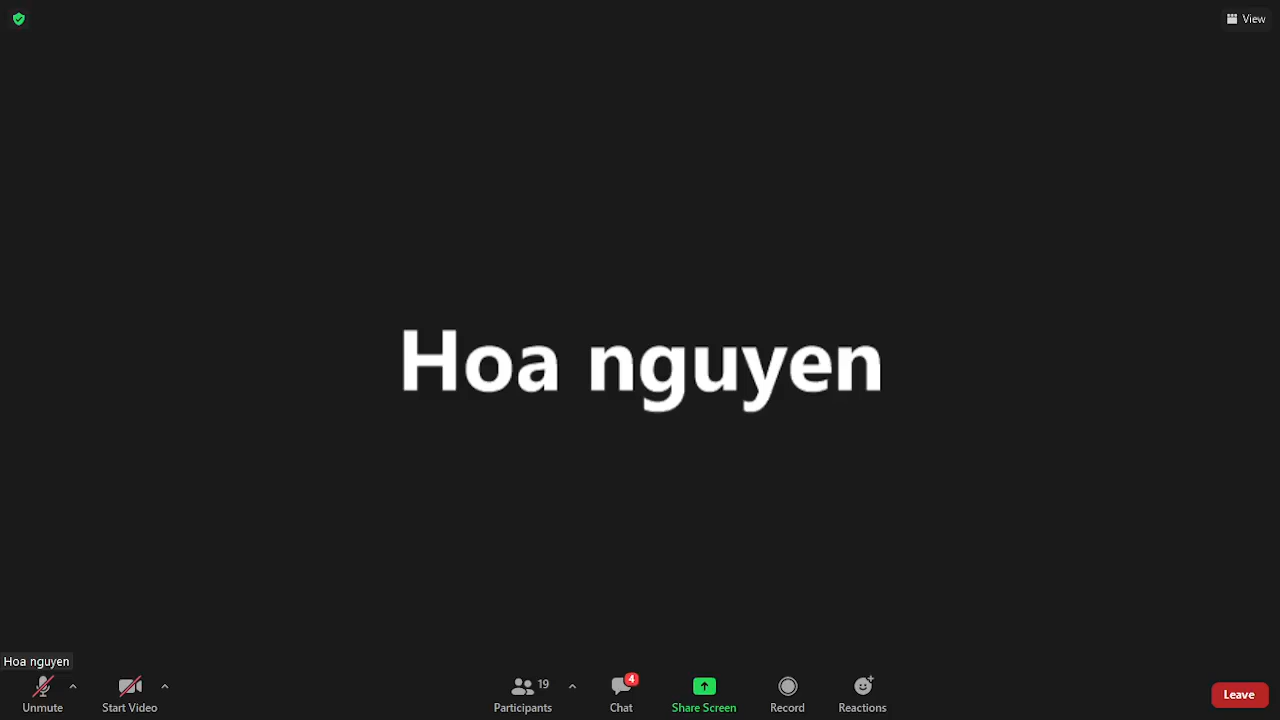 View
Hoa nguyen
Hoa nguyen
Unmute
Start Video
19
Participants
4
Chat
Share Screen
Record
Reactions
Leave